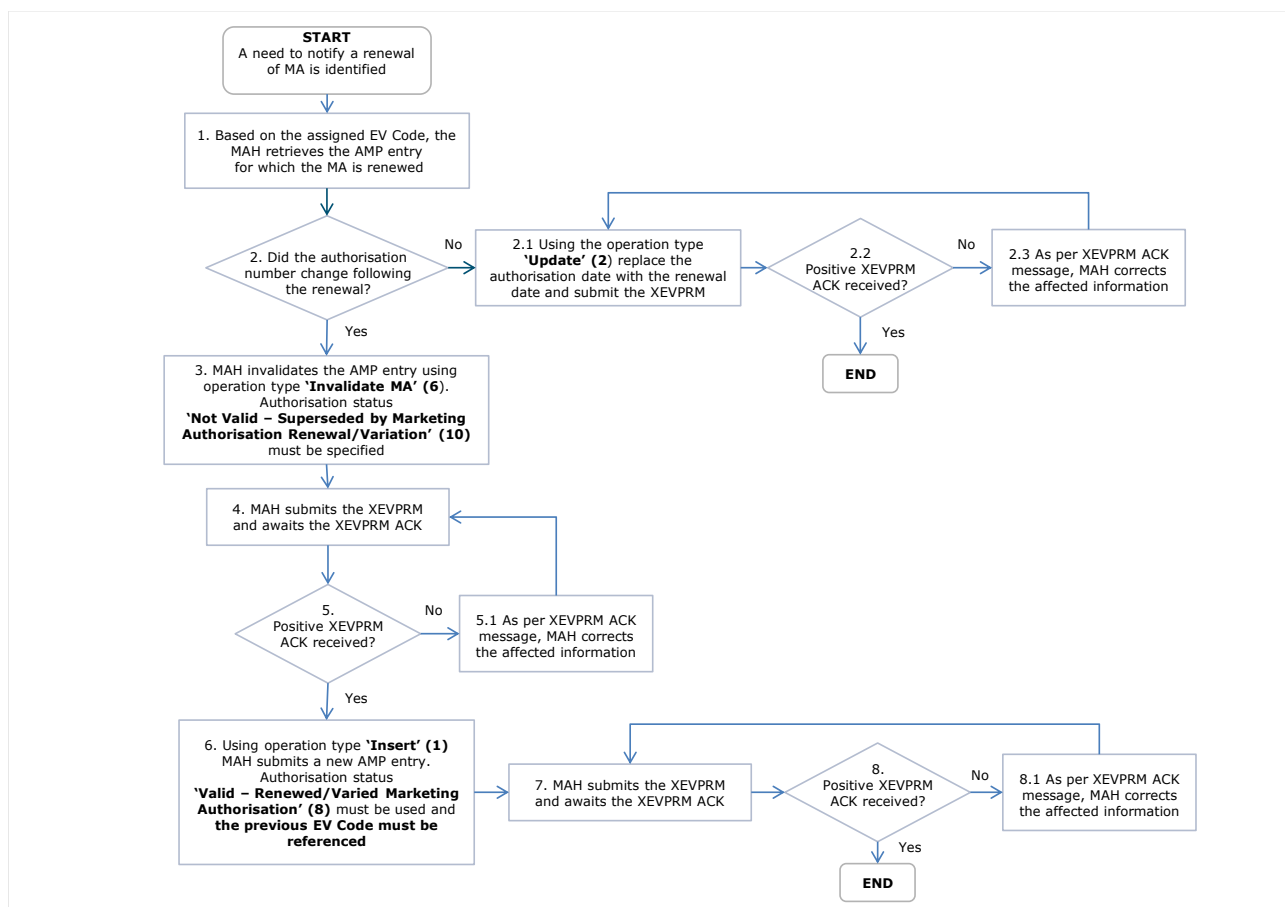 START
A need to notify a renewal
of MA is identified
1. Based on the assigned EV Code, the
MAH retrieves the AMP entry
for which the MA is renewed
2. Did the authorisation
number change following
the renewal?
No
2.1 Using the operation type
‘Update’ (2) replace the
authorisation date with the renewal
date and submit the XEVPRM
2.2
Positive XEVPRM
ACK received?
No
2.3 As per XEVPRM ACK
message, MAH corrects
the affected information
Yes
END
Yes
3. MAH invalidates the AMP entry using
operation type ‘Invalidate MA’ (6).
Authorisation status
‘Not Valid – Superseded by Marketing
Authorisation Renewal/Variation’ (10)
must be specified
4. MAH submits the XEVPRM
and awaits the XEVPRM ACK
5.
Positive XEVPRM
ACK received?
No
5.1 As per XEVPRM ACK
message, MAH corrects
the affected information
Yes
6. Using operation type ‘Insert’ (1)
MAH submits a new AMP entry.
Authorisation status
‘Valid – Renewed/Varied Marketing
Authorisation’ (8) must be used and
the previous EV Code must be
referenced
7. MAH submits the XEVPRM
and awaits the XEVPRM ACK
8.
Positive XEVPRM
ACK received?
No
8.1 As per XEVPRM ACK
message, MAH corrects
the affected information
Yes
END